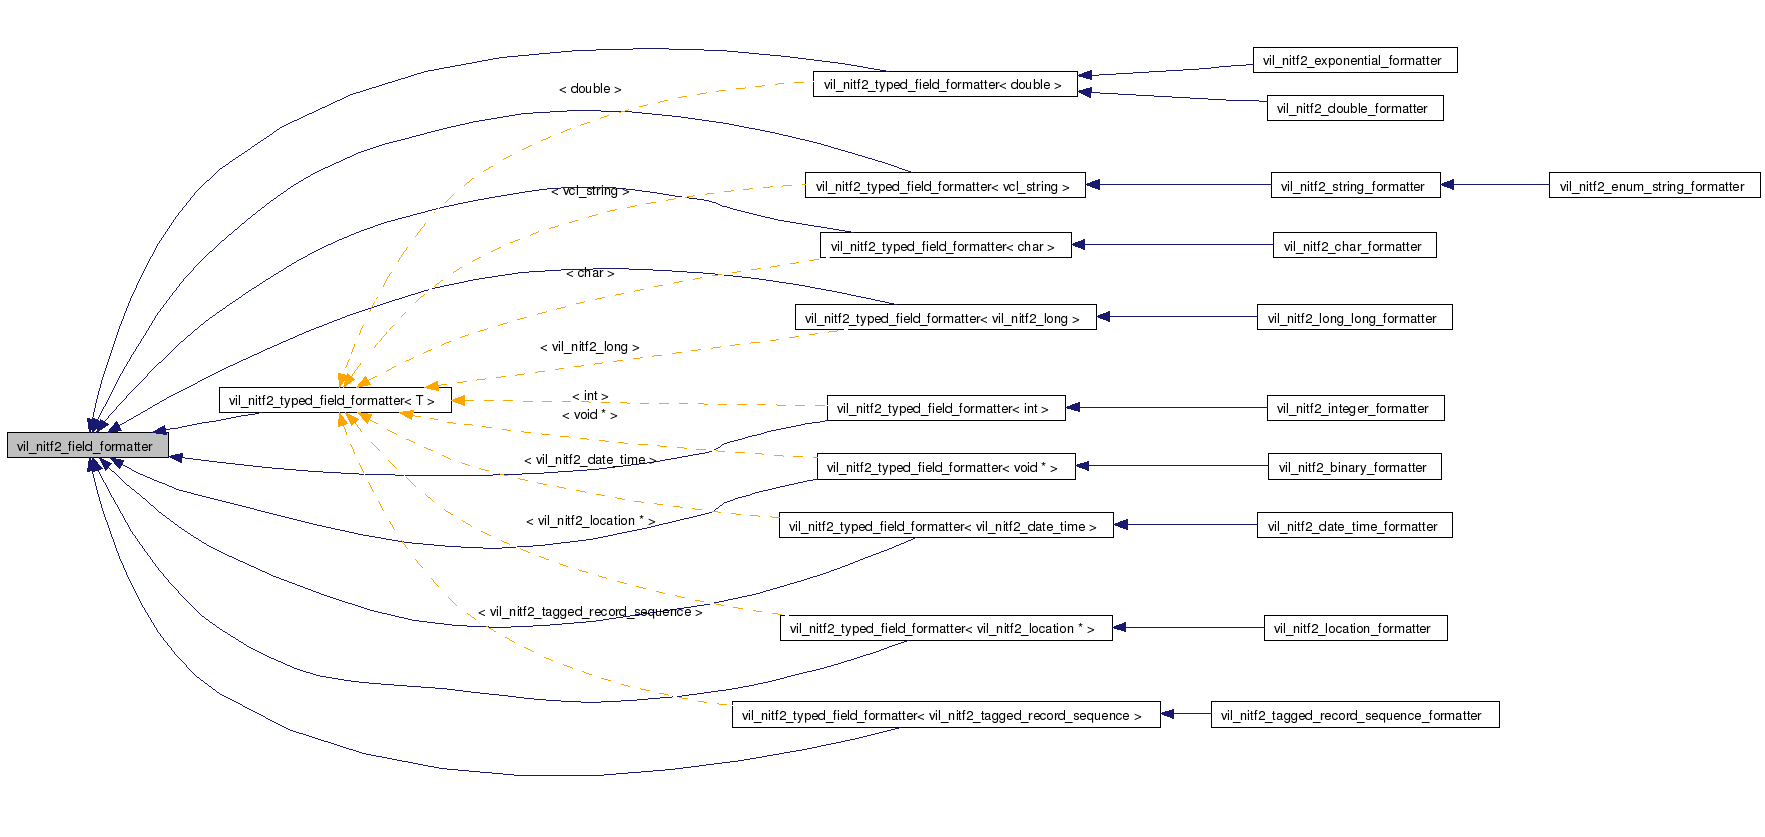 vil_nitf2_exponential_formatter
vil_nitf2_typed_field_formatter< double >
< double >
vil_nitf2_double_formatter
< vcl_string >
vil_nitf2_typed_field_formatter< vcl_string >
vil_nitf2_string_formatter
vil_nitf2_enum_string_formatter
vil_nitf2_typed_field_formatter< char >
vil_nitf2_char_formatter
< char >
vil_nitf2_typed_field_formatter< vil_nitf2_long >
vil_nitf2_long_long_formatter
< vil_nitf2_long >
vil_nitf2_typed_field_formatter< T >
< int >
vil_nitf2_typed_field_formatter< int >
vil_nitf2_integer_formatter
< void * >
vil_nitf2_field_formatter
< vil_nitf2_date_time >
vil_nitf2_typed_field_formatter< void * >
vil_nitf2_binary_formatter
< vil_nitf2_location * >
vil_nitf2_typed_field_formatter< vil_nitf2_date_time >
vil_nitf2_date_time_formatter
< vil_nitf2_tagged_record_sequence >
vil_nitf2_typed_field_formatter< vil_nitf2_location * >
vil_nitf2_location_formatter
vil_nitf2_typed_field_formatter< vil_nitf2_tagged_record_sequence >
vil_nitf2_tagged_record_sequence_formatter